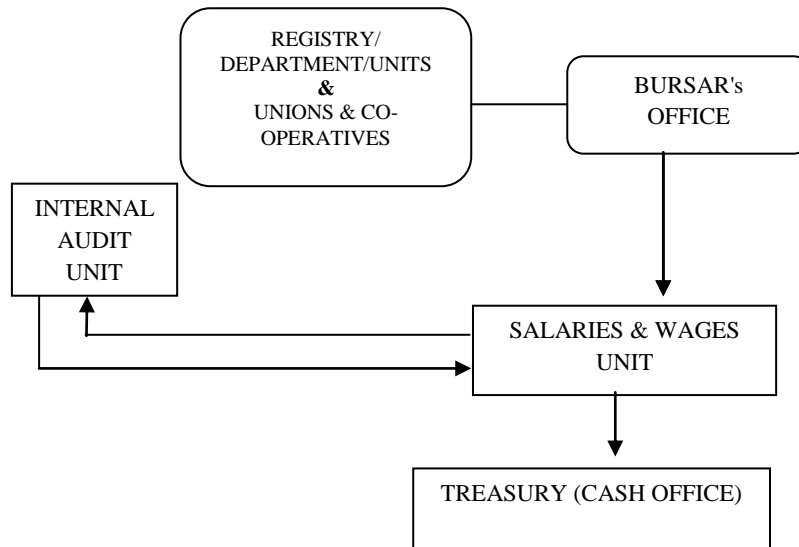 REGISTRY/
DEPARTMENT/UNITS
&
UNIONS & CO-
OPERATIVES
BURSAR's
OFFICE
INTERNAL
AUDIT
UNIT
SALARIES & WAGES
UNIT
TREASURY (CASH OFFICE)